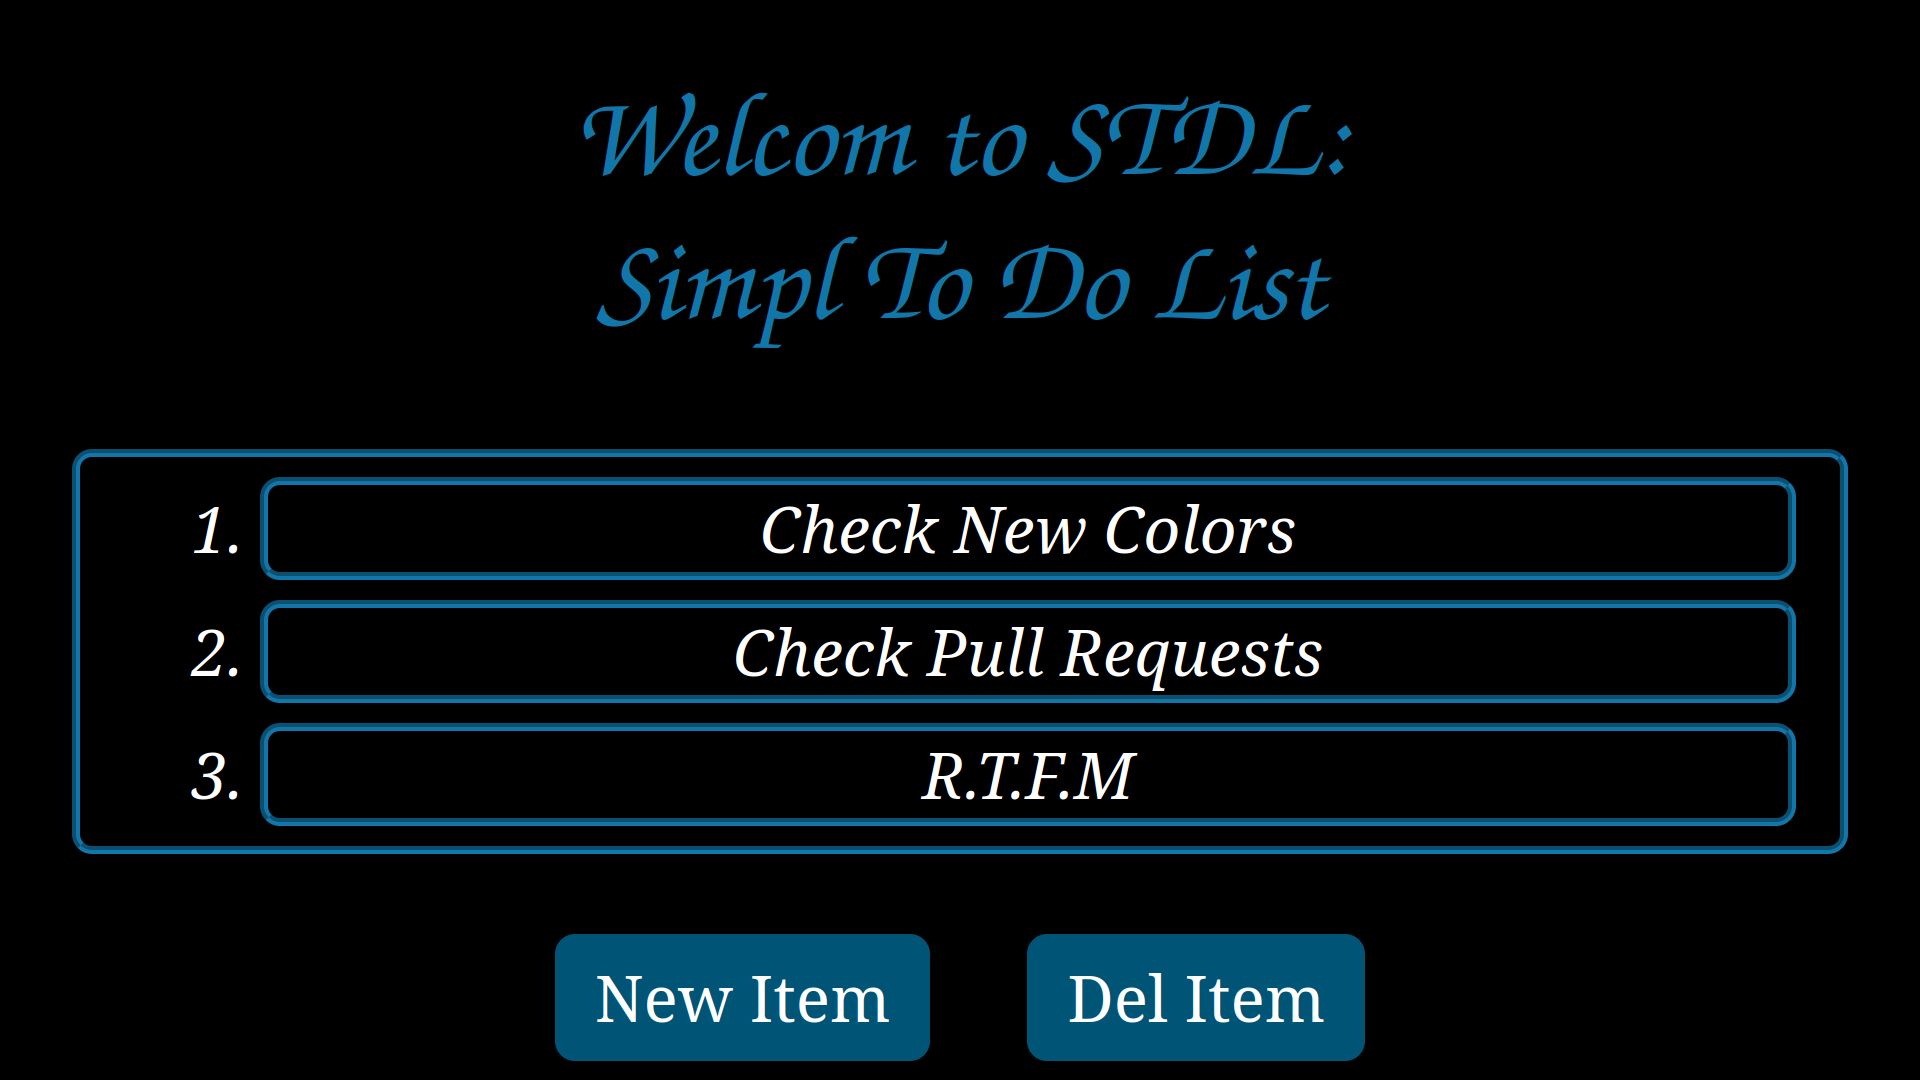 Welcom to STDL:
Simpl To Do List
1. Check New Colors
2. Check Pull Requests
3. R.T.F.M
New Item Del Item